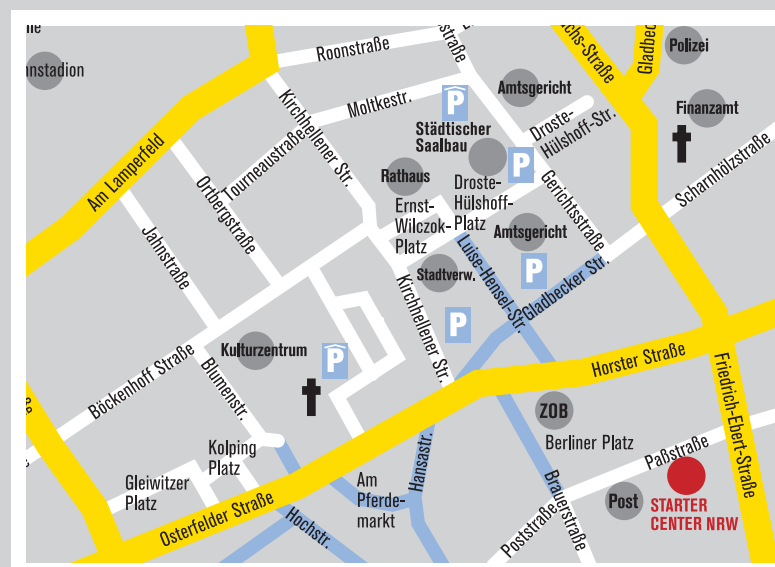 Roonstraße
Polizei
Moltkestr.
P
Amtsgericht
Finanzamt
Kirchhellener Str.
Städtischer
Saalbau
Droste-
Hülshoff-Str.
Am Lamperfeld
Tourneaustraße
Ortbergstraße
Rathaus
P
Scharnhölzstraße
Ernst-
Wilczok-
Platz
Droste-
Hülshoff-
Platz
Gerichtsstraße
Amtsgericht
Jahnstraße
Stadtverw.
P
Luise-Hensel-Str.
Gladbecker Str.
Kirchhellener Str.
P
Kulturzentrum
P
Böckenhoff Straße
Blumenstr.
Horster Straße
Friedrich-Ebert-Straße
ZOB
Berliner Platz
Kolping
Platz
Hansastr.
Paßstraße
Gleiwitzer
Platz
Am
Pferde-
markt
Brauerstraße
Osterfelder Straße
Hochstr.
Poststraße
Post
STARTER
CENTER NRW